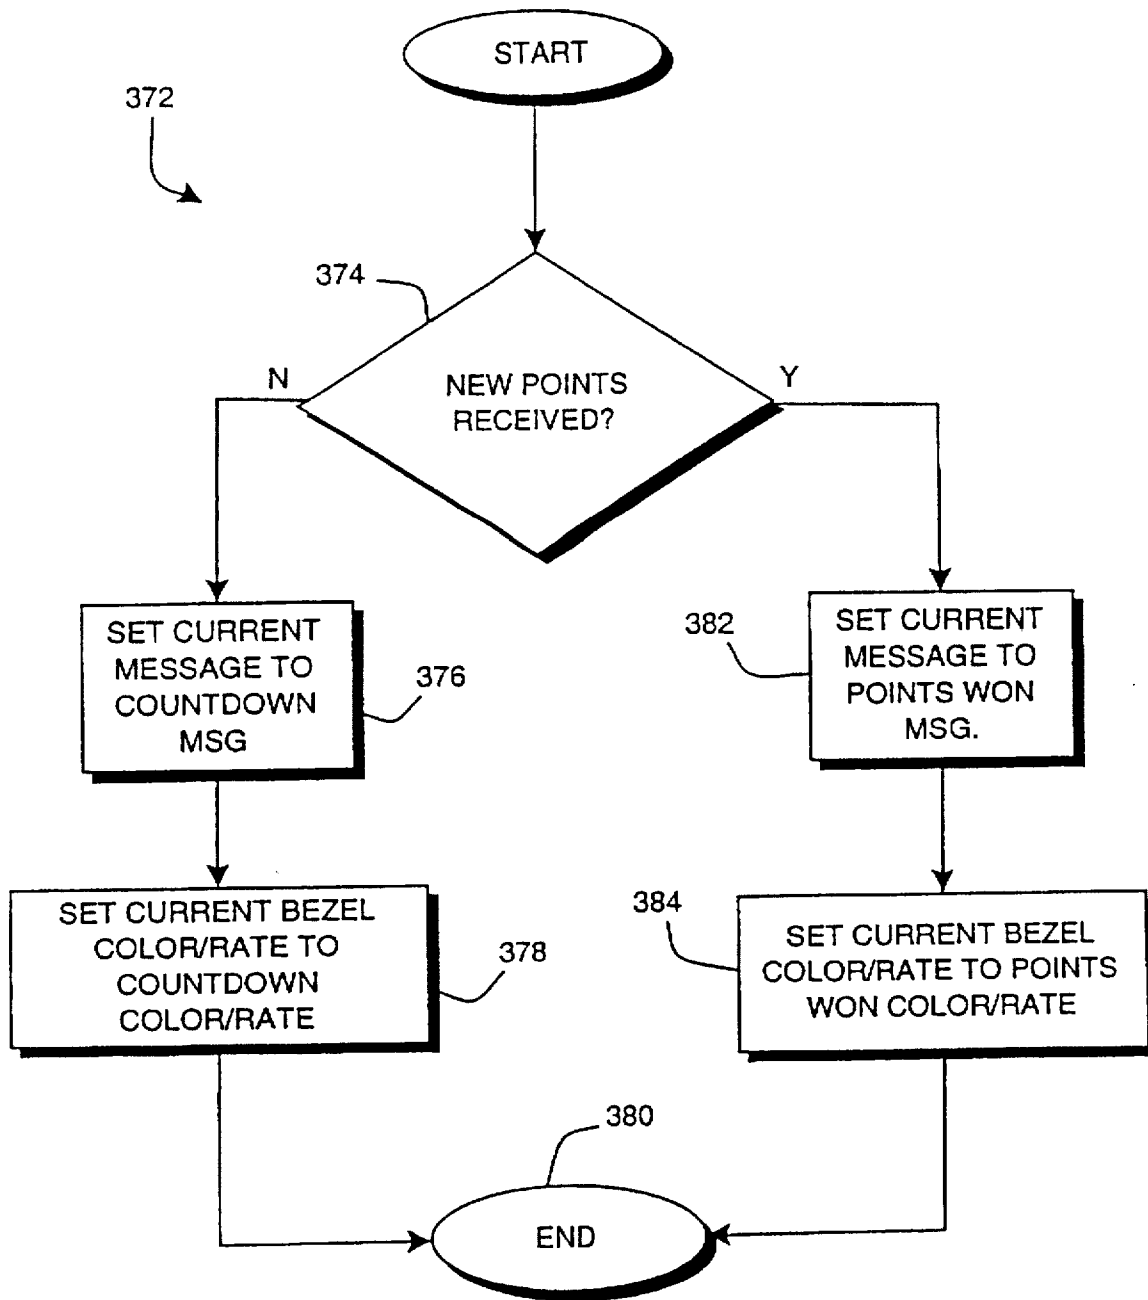 START
372
374
NEW POINTS
RECEIVED?
N
Y
SET CURRENT
MESSAGE TO
COUNTDOWN
MSG
376
382
SET CURRENT
MESSAGE TO
POINTS WON
MSG.
SET CURRENT BEZEL
COLOR/RATE TO
COUNTDOWN
COLOR/RATE
378
384
SET CURRENT BEZEL
COLOR/RATE TO POINTS
WON COLOR/RATE
380
END